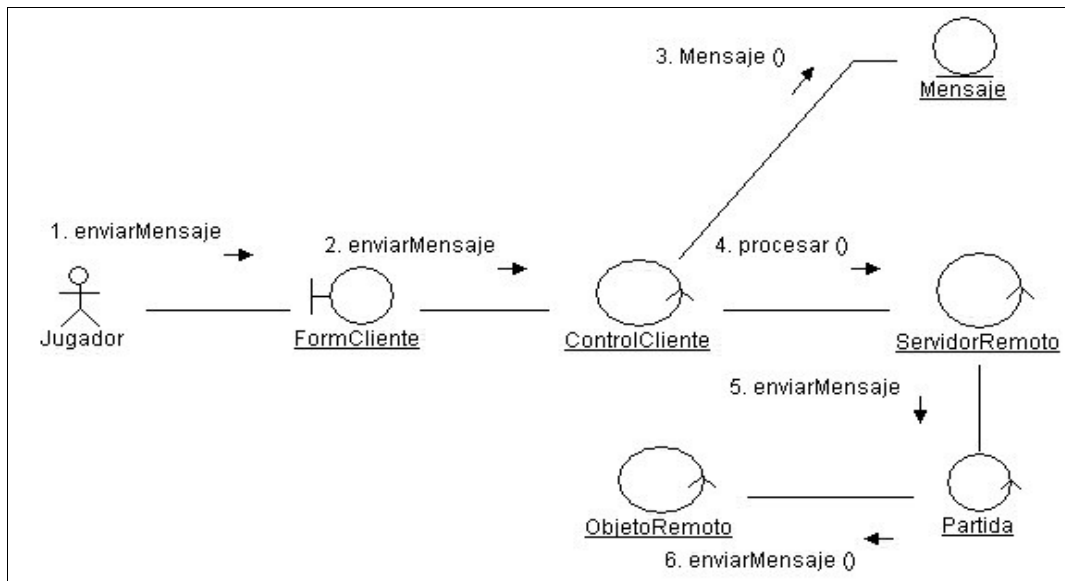 3. Mensaje ()
Mensaje
1. enviarMensaje
2. enviarMensaje
4. procesar ()
Jugador
FormCliente
ControlCliente
ServidorRemoto
5. enviarMensaje
ObjetoRemoto
Partida
6. enviarMensaje ()